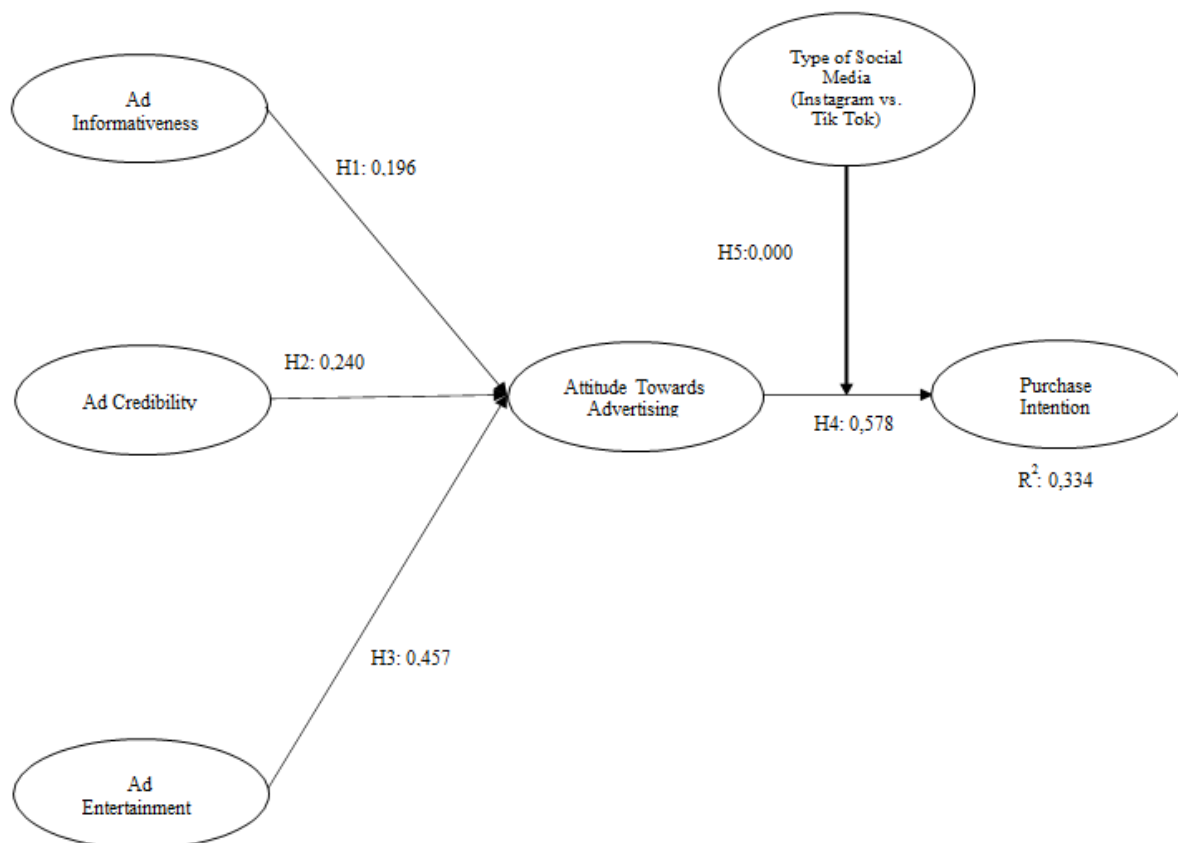 Type of Social
Media
(Instagram vs.
Tik Tok)
Ad
Informativeness
H1: 0,196
H5:0,000
H2: 0,240
Ad Credibility
Attitude Towards
Advertising
H4: 0,578
Purchase
Intention
R²: 0,334
H3: 0,457
Ad
Entertainment